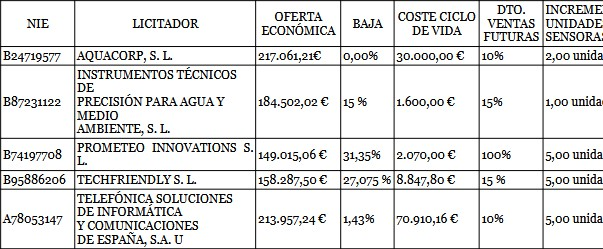 NIE LICITADOR OFERTA ECONÓMICA BAJA COSTE CICLO DE VIDA DTO. VENTAS FUTURAS INCREME UNIDADE SENSORAS
B24719577 AQUACORP, S. L. 217.061,21€ 0,00% 30.000,00 € 10% 2,00 unida
B87231122 INSTRUMENTOS TÉCNICOS
DE
PRECISIÓN PARA AGUA Y
MEDIO
AMBIENTE, S. L. 184.502,02 € 15 % 1.600,00 € 15% 1,00 unida
B74197708 PROMETEO INNOVATIONS S.
L. 149.015,06 € 31,35% 2.070,00 € 100% 5,00 unida
B95886206 TECHFRIENDLY S. L. 158.287,50 € 27,075 % 8.847,80 € 15 % 5,00 unida
A78053147 TELEFÓNICA SOLUCIONES
DE INFORMÁTICA
Y COMUNICACIONES
DE ESPAÑA, S.A. U 213.957,24 € 1,43% 70.910,16 € 10% 5,00 unida